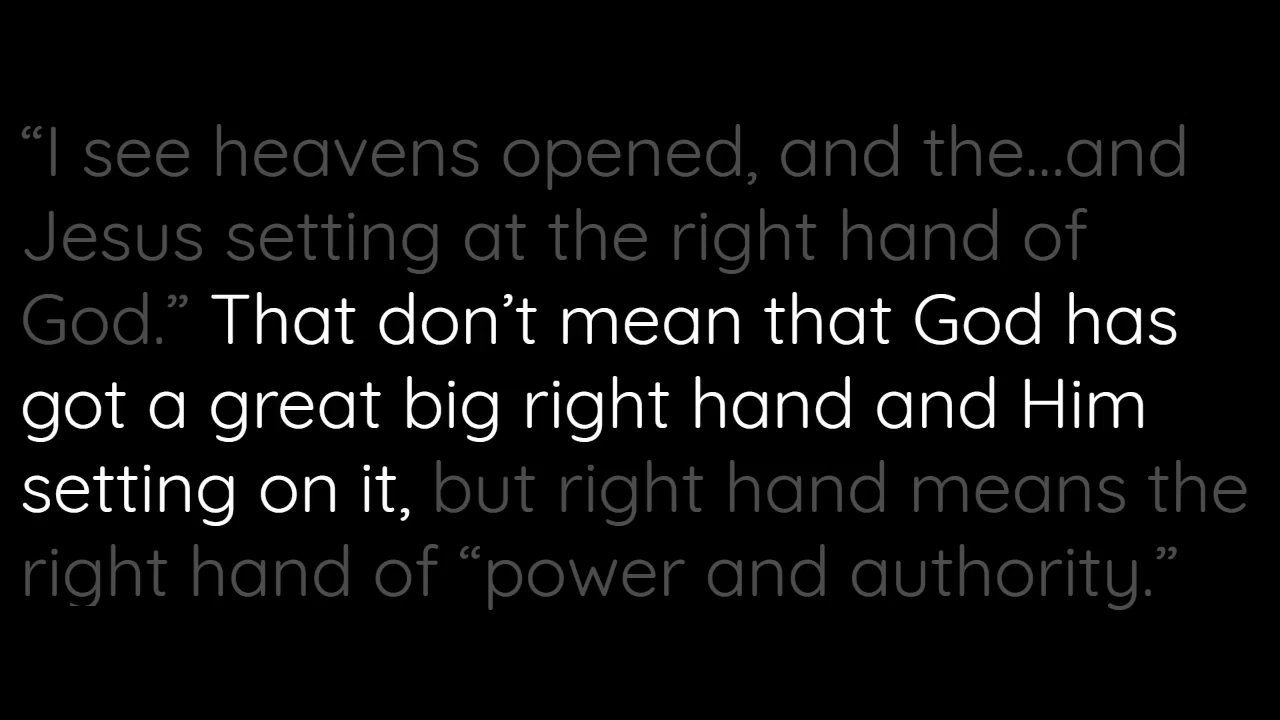 “I see heavens opened, and the...and
Jesus setting at the right hand of
God.” That don’t mean that God has
got a great big right hand and Him
setting on it, but right hand means the
right hand of “power and authority.”